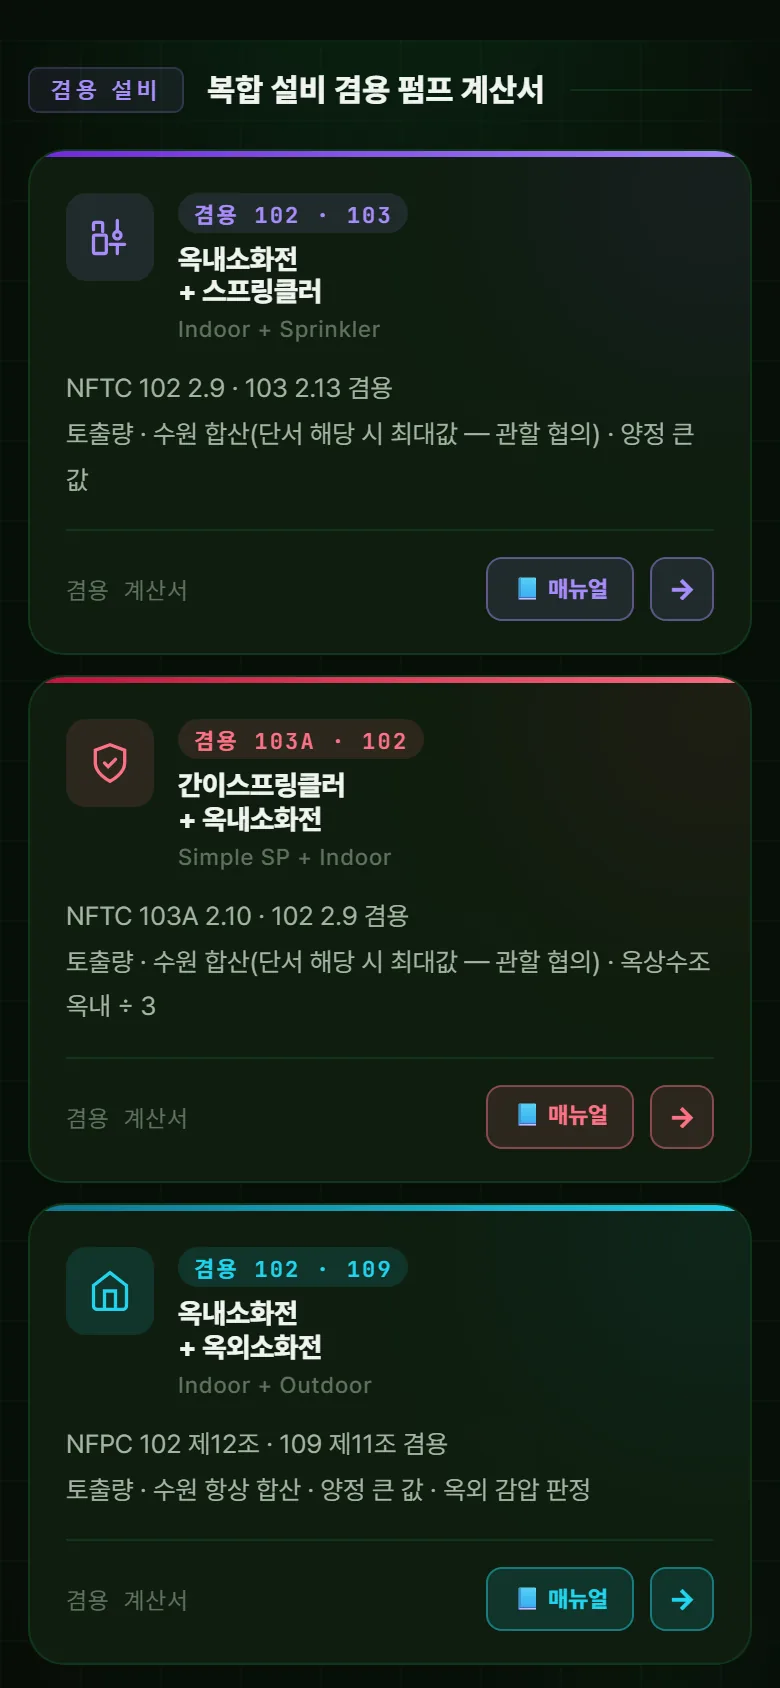 겸용 설비
복합 설비 겸용 펌프 계산서
겸용 102 · 103
옥내소화전
+ 스프링클러
Indoor + Sprinkler
NFTC 102 2.9 · 103 2.13 겸용
토출량 · 수원 합산(단서 해당 시 최대값 — 관할 협의) · 양정 큰
값
겸용 계산서
매뉴얼
→
겸용 103A · 102
간이스프링클러
+ 옥내소화전
Simple SP + Indoor
NFTC 103A 2.10 · 102 2.9 겸용
토출량 · 수원 합산(단서 해당 시 최대값 — 관할 협의) · 옥상수조
옥내 ÷ 3
겸용 계산서
매뉴얼
→
겸용 102 · 109
옥내소화전
+ 옥외소화전
Indoor + Outdoor
NFPC 102 제12조 · 109 제11조 겸용
토출량 · 수원 항상 합산 · 양정 큰 값 · 옥외 감압 판정
겸용 계산서
매뉴얼
→